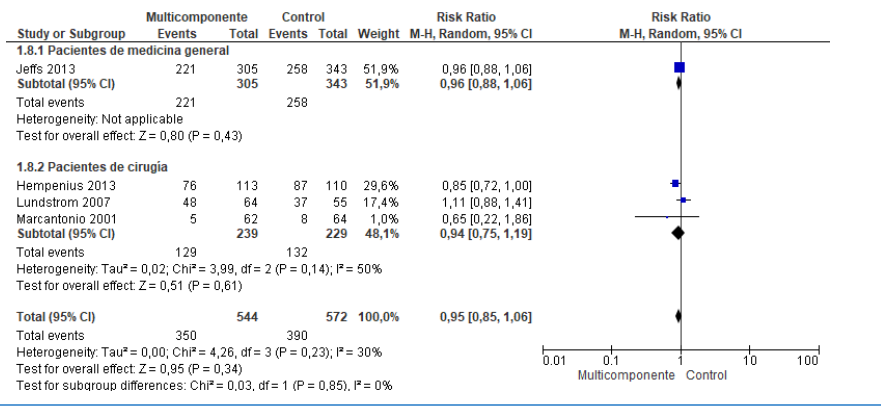 Multicomponente Control Risk Ratio Risk Ratio
Study or Subgroup Events Total Events Total Weight M-H, Random, 95% CI M-H, Random, 95% CI
1.8.1 Pacientes de medicina general
Jeffs 2013 221 305 258 343 51,9% 0,96 [0,88, 1,06]
Subtotal (95% CI) 305 343 51,9% 0,96 [0,88, 1,06]
Total events 221 258
Heterogeneity: Not applicable
Test for overall effect: Z = 0,80 (P = 0,43)
1.8.2 Pacientes de cirugía
Hempenius 2013 76 113 87 110 29,6% 0,85 [0,72, 1,00]
Lundstrom 2007 48 64 37 55 17,4% 1,11 [0,88, 1,41]
Marcantonio 2001 5 62 8 64 1,0% 0,65 [0,22, 1,86]
Subtotal (95% CI) 239 229 48,1% 0,94 [0,75, 1,19]
Total events 129 132
Heterogeneity: Tau² = 0,02; Chi² = 3,99, df = 2 (P = 0,14); I² = 50%
Test for overall effect: Z = 0,51 (P = 0,61)
Total (95% CI) 544 572 100,0% 0,95 [0,85, 1,06]
Total events 350 390
Heterogeneity: Tau² = 0,00; Chi² = 4,26, df = 3 (P = 0,23); I² = 30%
Test for overall effect: Z = 0,95 (P = 0,34)
Test for subgroup differences: Chi² = 0,03, df = 1 (P = 0,85), I² = 0%
0.01 0.1 1 10 100
Multicomponente Control